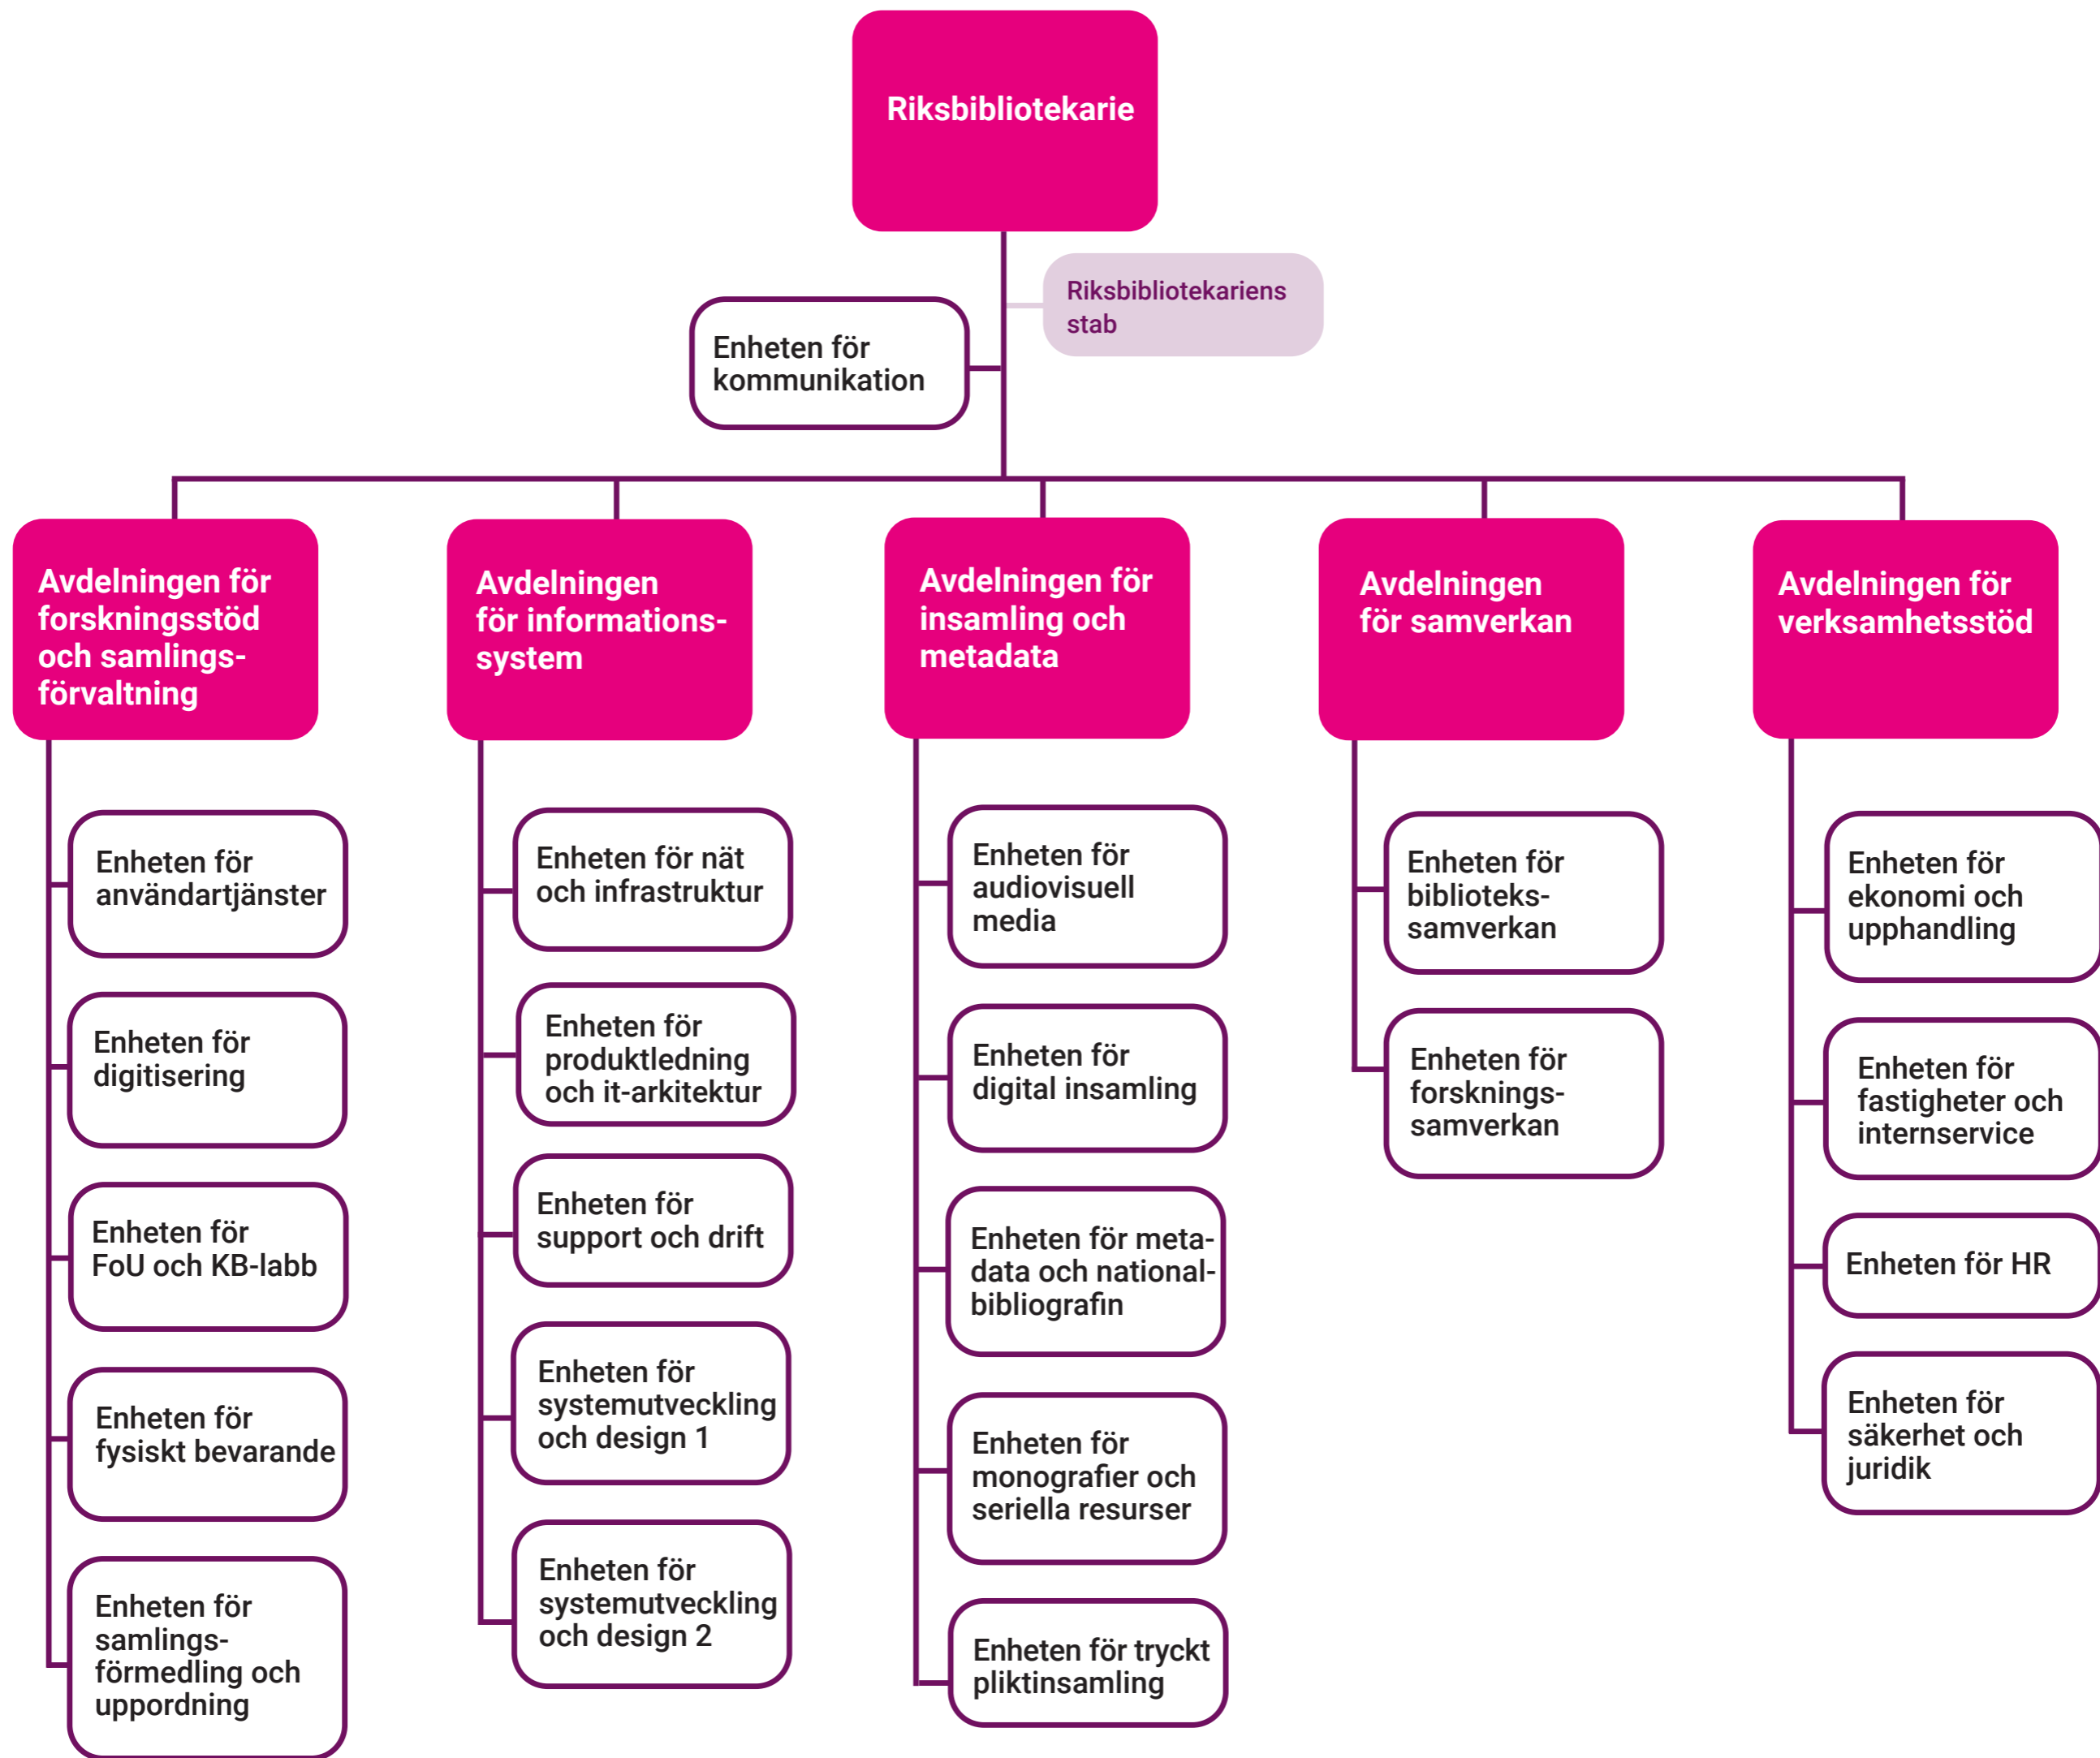 Riksbibliotekarie
Riksbibliotekariens
stab
Enheten för
kommunikation
Avdelningen för
forskningsstöd
och samlings-
förvaltning
Enheten för
användartjänster
Enheten för
digitisering
Enheten för
FoU och KB-labb
Enheten för
fysiskt bevarande
Enheten för
samlings-
förmedling och
uppordning
Avdelningen
för informations-
system
Enheten för nät
och infrastruktur
Enheten för
produktledning
och it-arkitektur
Enheten för
support och drift
Enheten för
systemutveckling
och design 1
Enheten för
systemutveckling
och design 2
Avdelningen för
insamling och
metadata
Enheten för
audiovisuell
media
Enheten för
digital insamling
Enheten för meta-
data och national-
bibliografin
Enheten för
monografier och
seriella resurser
Enheten för tryckt
pliktinsamling
Avdelningen
för samverkan
Enheten för
biblioteks-
samverkan
Enheten för
forsknings-
samverkan
Avdelningen för
verksamhetsstöd
Enheten för
ekonomi och
upphandling
Enheten för
fastigheter och
internservice
Enheten för HR
Enheten för
säkerhet och
juridik